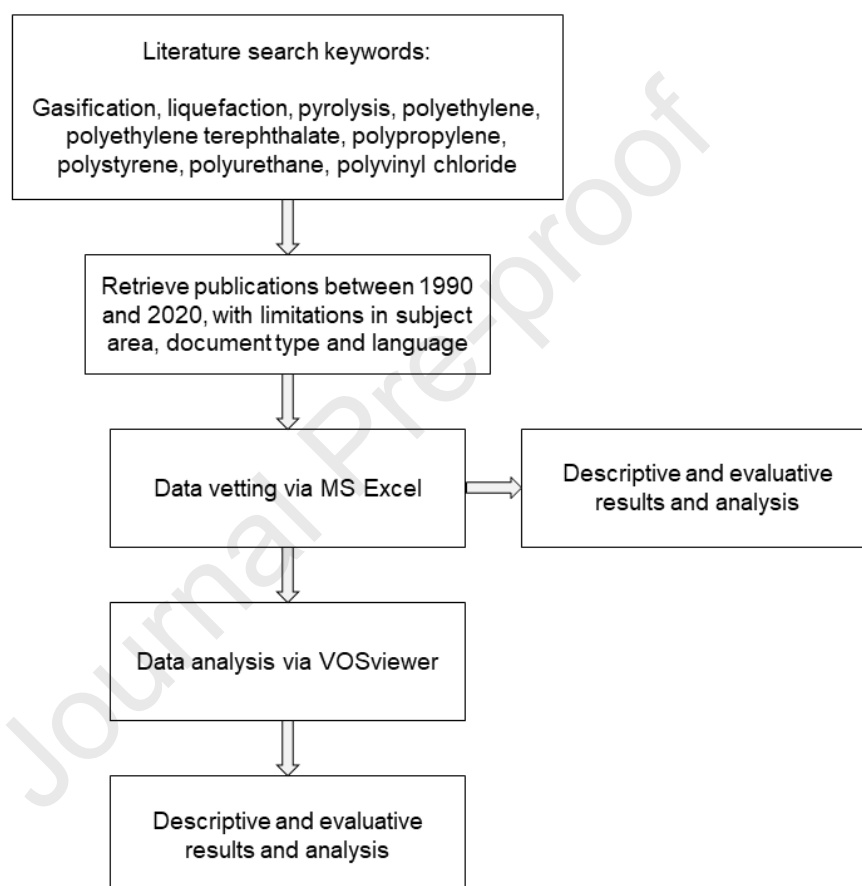 Literature search keywords:
Gasification, liquefaction, pyrolysis, polyethylene,
polyethylene terephthalate, polypropylene,
polystyrene, polyurethane, polyvinyl chloride
Retrieve publications between 1990
and 2020, with limitations in subject
area, document type and language
Data vetting via MS Excel
Descriptive and evaluative
results and analysis
Data analysis via VOSviewer
Descriptive and evaluative
results and analysis
Journal Pre-proof